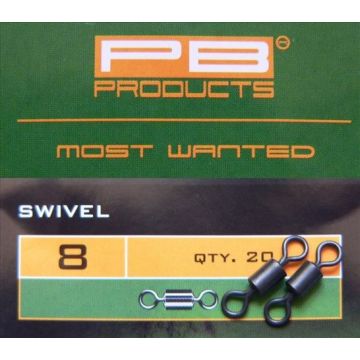 PB
PRODUCTS
MOST WANTED
SWIVEL
8 QTY. 20